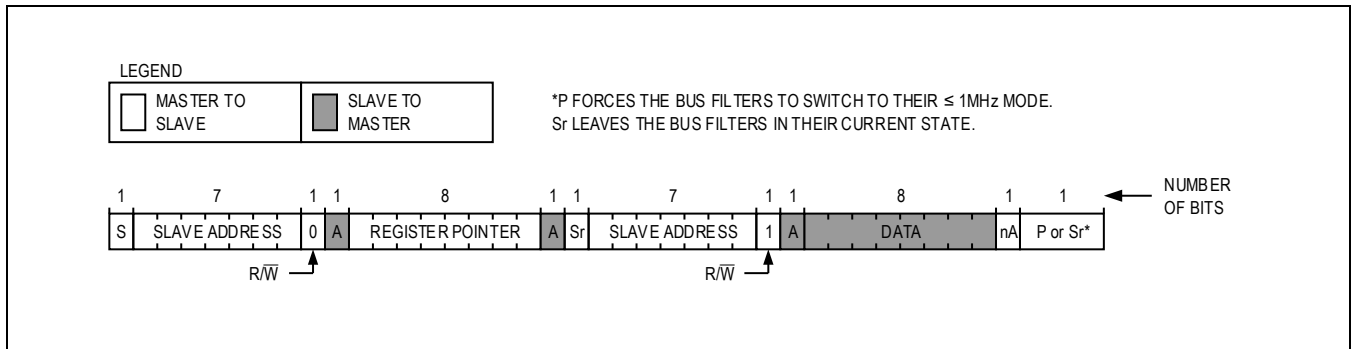 LEGEND
MASTER TO SLAVE
SLAVE TO MASTER
*P FORCES THE BUS FILTERS TO SWITCH TO THEIR ≤ 1MHz MODE.
Sr LEAVES THE BUS FILTERS IN THEIR CURRENT STATE.
1 7 1 1 8 1 1 7 1 1 8 1 1
NUMBER OF BITS
S SLAVE ADDRESS 0 A REGISTER POINTER A Sr SLAVE ADDRESS 1 A DATA nA P or Sr*
R/W̅ R/W̅